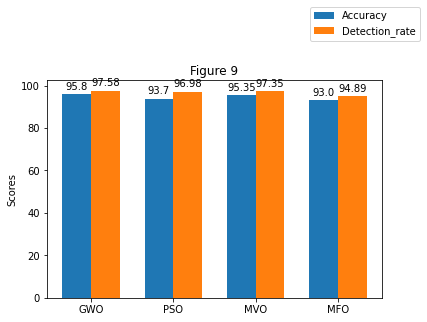 Accuracy
Detection_rate
Figure 9
95.8 97.58 93.7 96.98 95.35 97.35 93.0 94.89
100
80
60
40
20
0
Scores
GWO PSO MVO MFO